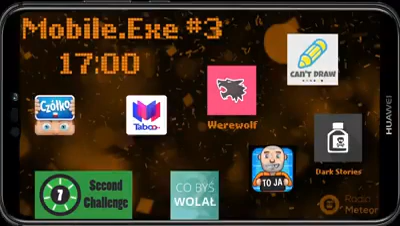 Mobile.Exe #3
17:00
CAN'T DRAW
Czółko
Taboo
Werewolf
HUAWEI
TO JA
Dark Stories
7
Second
Challenge
CO BYŚ
WOLAŁ
Radio
Meteor